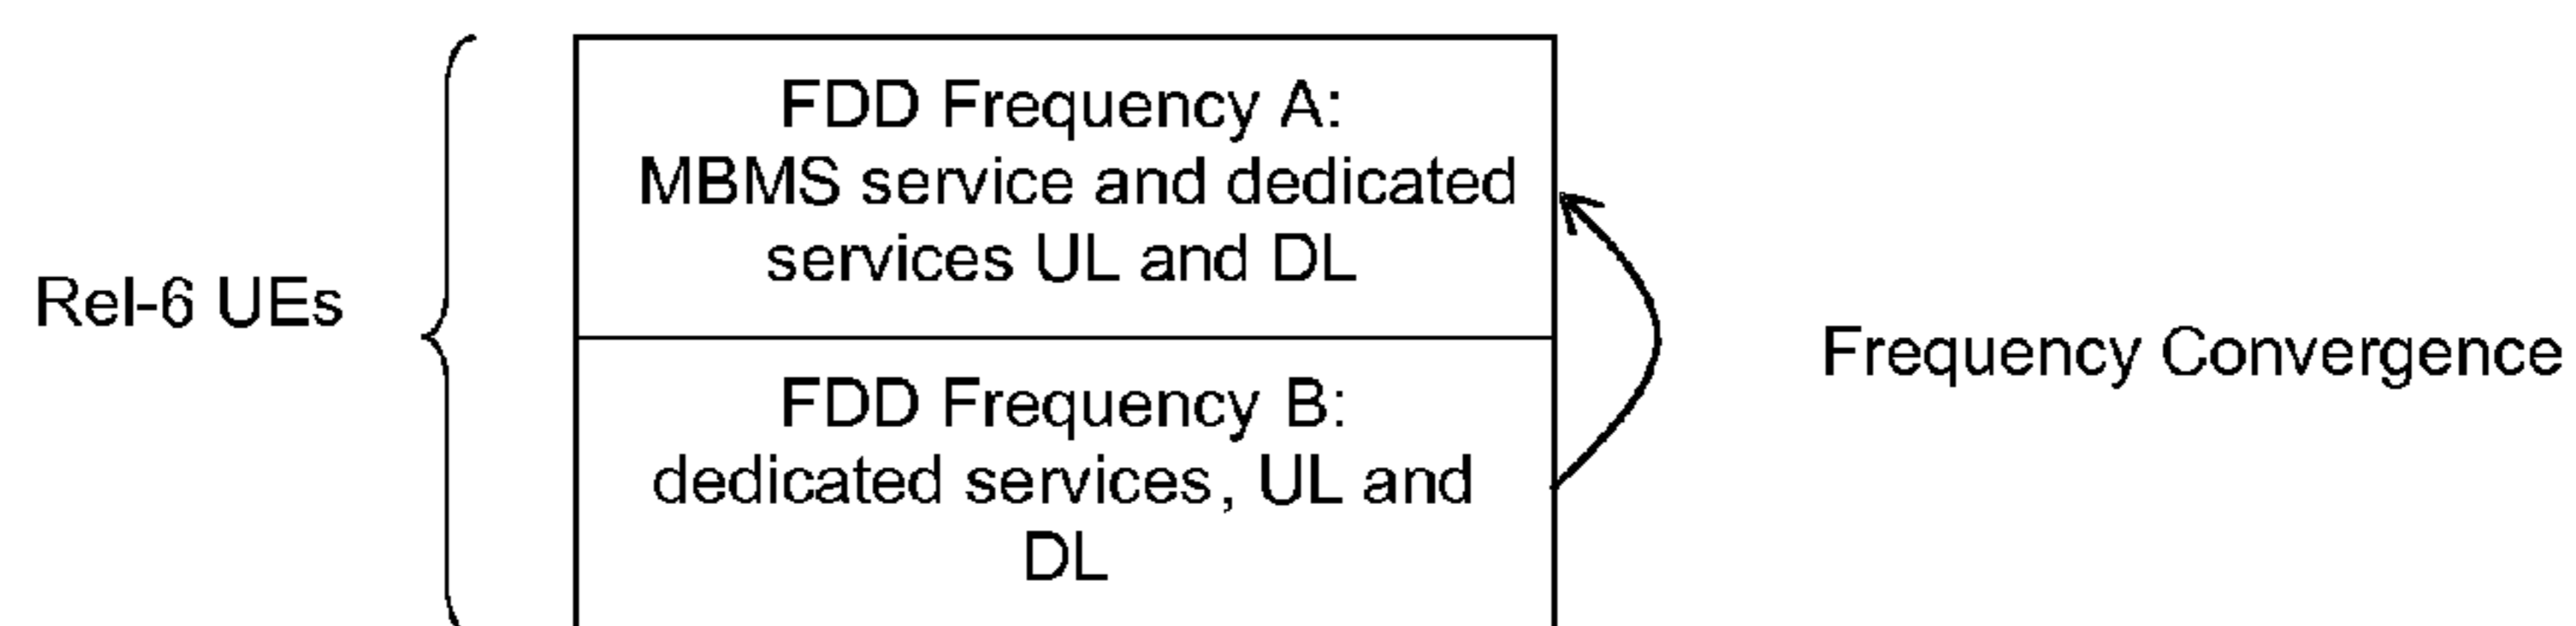 Rel-6 UEs
FDD Frequency A:
MBMS service and dedicated
services UL and DL
FDD Frequency B:
dedicated services, UL and
DL
Frequency Convergence